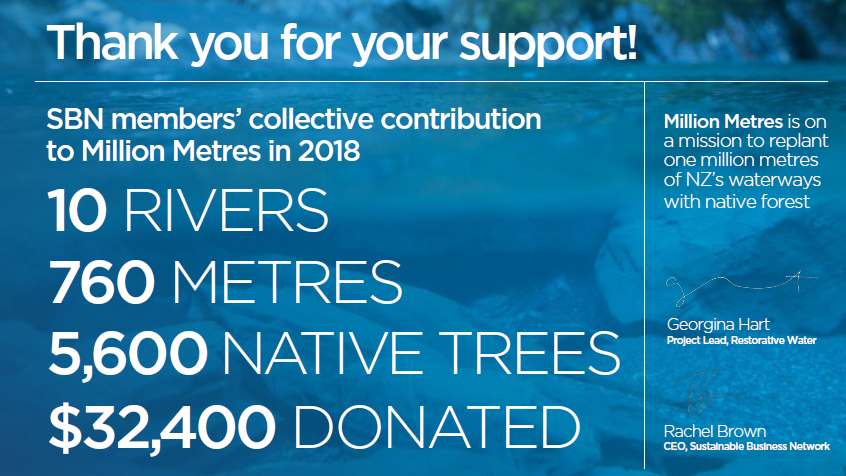 Thank you for your support!
SBN members' collective contribution
to Million Metres in 2018
10 RIVERS
760 METRES
5,600 NATIVE TREES
$32,400 DONATED
Million Metres is on
a mission to replant
one million metres
of NZ's waterways
with native forest
Georgina Hart
Project Lead, Restorative Water
Rachel Brown
CEO, Sustainable Business Network